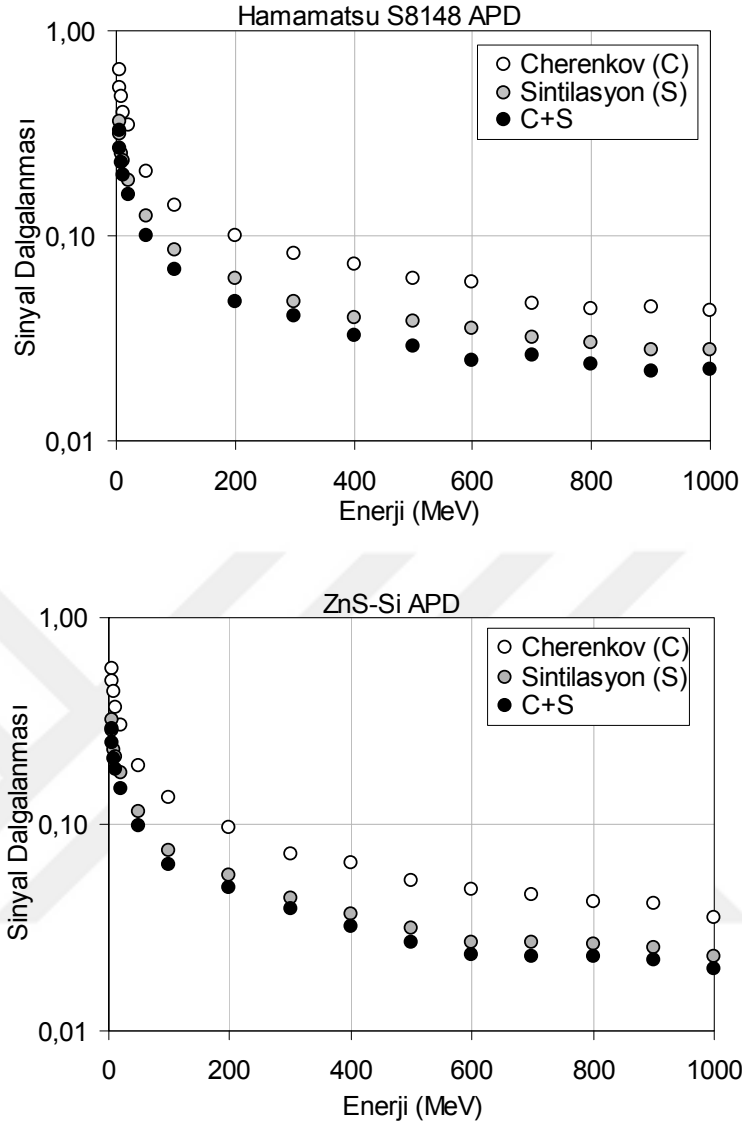 Hamamatsu S8148 APD
1,00
Cherenkov (C)
Sintilasyon (S)
C+S
0,10
Sinyal Dalgalanması
0,01
0 200 400 600 800 1000
Enerji (MeV)
ZnS-Si APD
1,00
Cherenkov (C)
Sintilasyon (S)
C+S
0,10
Sinyal Dalgalanması
0,01
0 200 400 600 800 1000
Enerji (MeV)